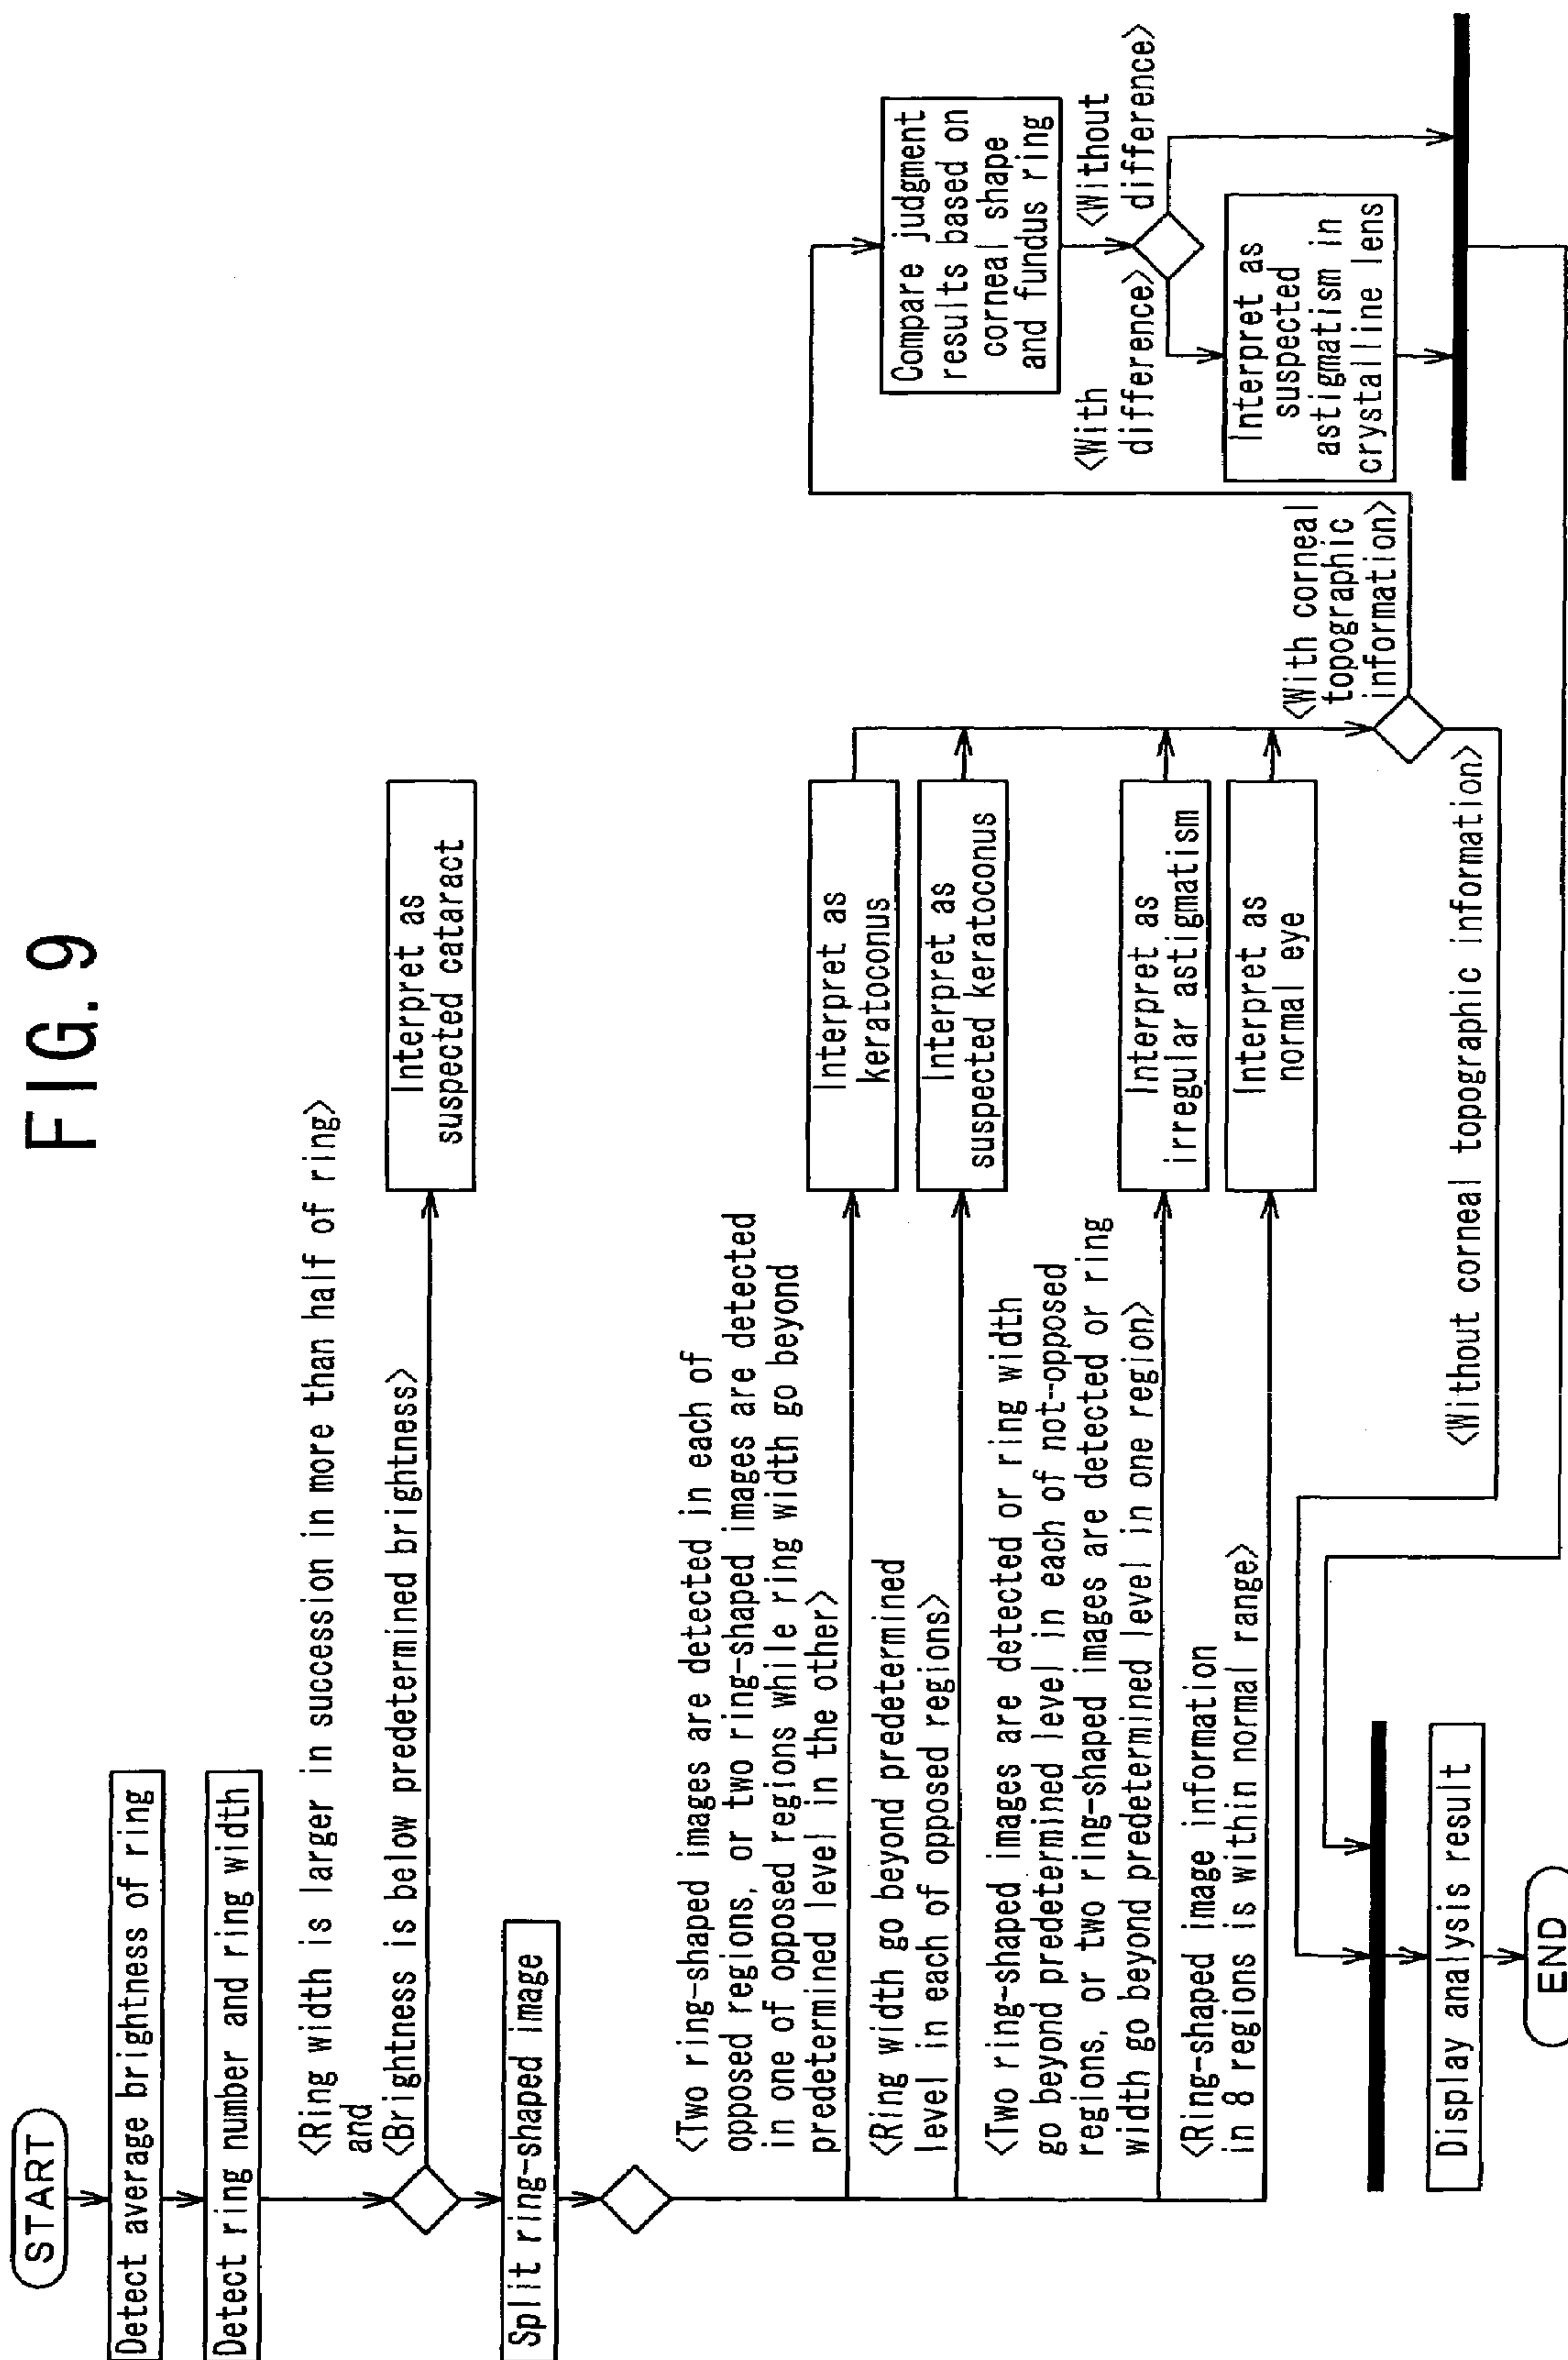 FIG. 9
START
Detect average brightness of ring
Detect ring number and ring width
<Ring width is larger in succession in more than half of ring>
and
<Brightness is below predetermined brightness>
Interpret as
suspected cataract
Split ring-shaped image
<Two ring-shaped images are detected in each of
opposed regions, or two ring-shaped images are detected
in one of opposed regions while ring width go beyond
predetermined level in the other>
Interpret as
keratoconus
<Ring width go beyond predetermined
level in each of opposed regions>
Interpret as
suspected keratoconus
<Two ring-shaped images are detected or ring width
go beyond predetermined level in each of not-opposed
regions, or two ring-shaped images are detected or ring
width go beyond predetermined level in one region>
Interpret as
irregular astigmatism
<Ring-shaped image information
in 8 regions is within normal range>
Interpret as
normal eye
<With corneal
topographic
information>
<Without corneal topographic information>
Compare judgment
results based on
corneal shape
and fundus ring
<With
difference>
<Without
difference>
Interpret as
suspected
astigmatism in
crystalline lens
Display analysis result
END